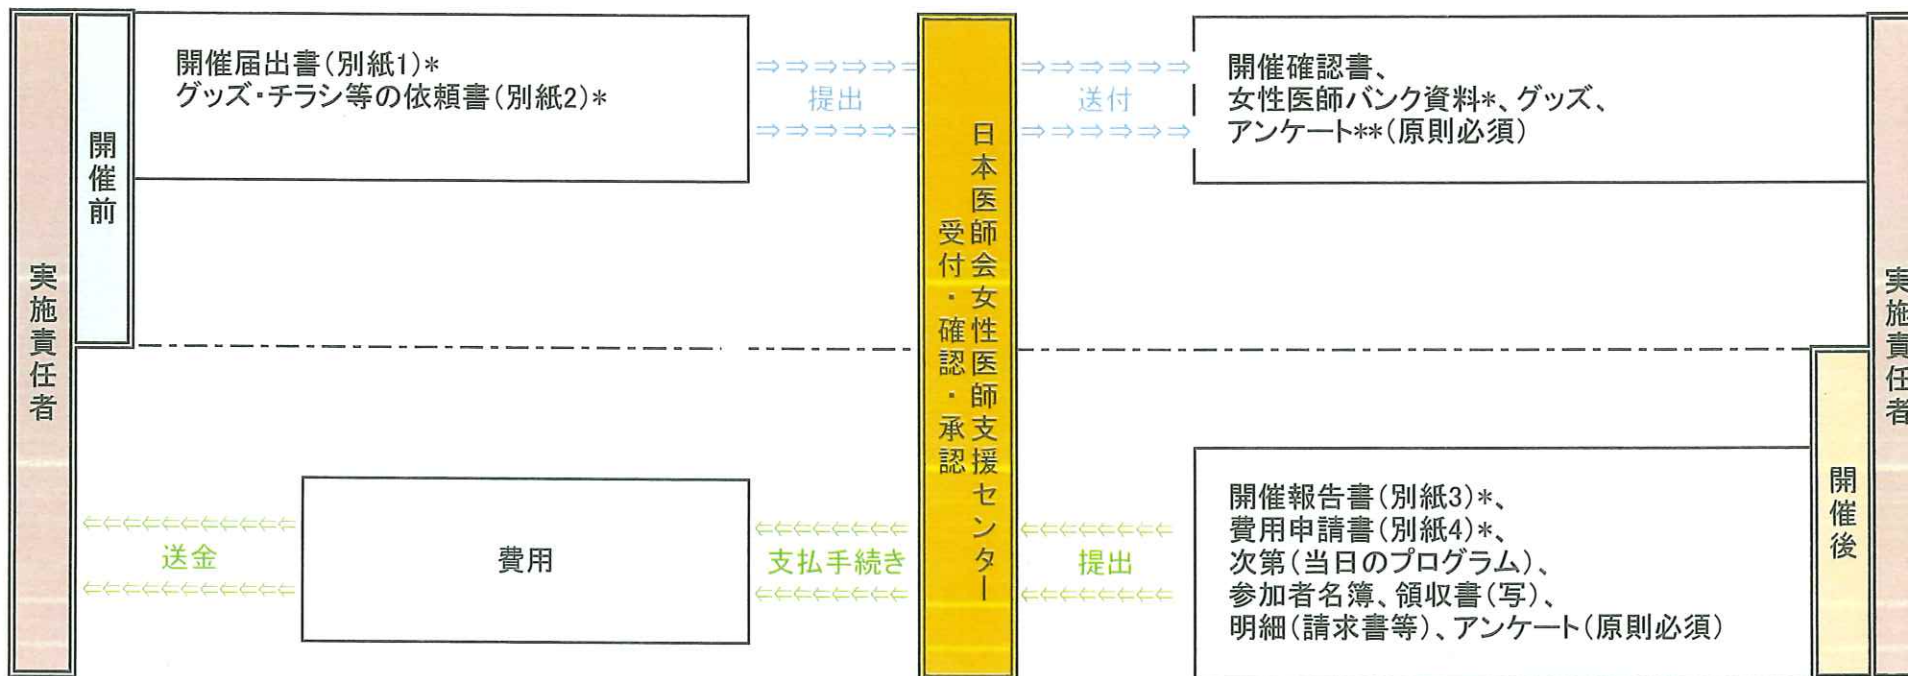 実施責任者
開催前
開催届出書(別紙1)*
グッズ・チラシ等の依頼書(別紙2)*
⇒⇒⇒⇒⇒⇒
提出
⇒⇒⇒⇒⇒⇒
日本医師会女性医師支援センター
受付・確認・承認
⇒⇒⇒⇒⇒⇒
送付
⇒⇒⇒⇒⇒⇒
開催確認書、
女性医師バンク資料*、グッズ、
アンケート**(原則必須)
実施責任者
開催後
開催報告書(別紙3)*、
費用申請書(別紙4)*、
次第(当日のプログラム)、
参加者名簿、領収書(写)、
明細(請求書等)、アンケート(原則必須)
⇐⇐⇐⇐⇐⇐⇐⇐
提出
⇐⇐⇐⇐⇐⇐⇐⇐
⇐⇐⇐⇐⇐⇐⇐⇐
支払手続き
⇐⇐⇐⇐⇐⇐⇐⇐
費用
⇐⇐⇐⇐⇐⇐⇐⇐⇐⇐⇐
送金
⇐⇐⇐⇐⇐⇐⇐⇐⇐⇐⇐